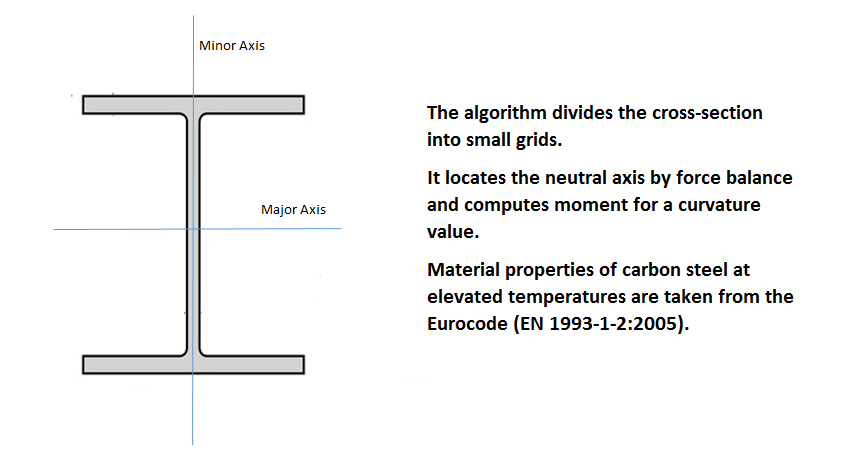 Minor Axis
The algorithm divides the cross-section
into small grids.
It locates the neutral axis by force balance
and computes moment for a curvature
value.
Major Axis
Material properties of carbon steel at
elevated temperatures are taken from the
Eurocode (EN 1993-1-2:2005).